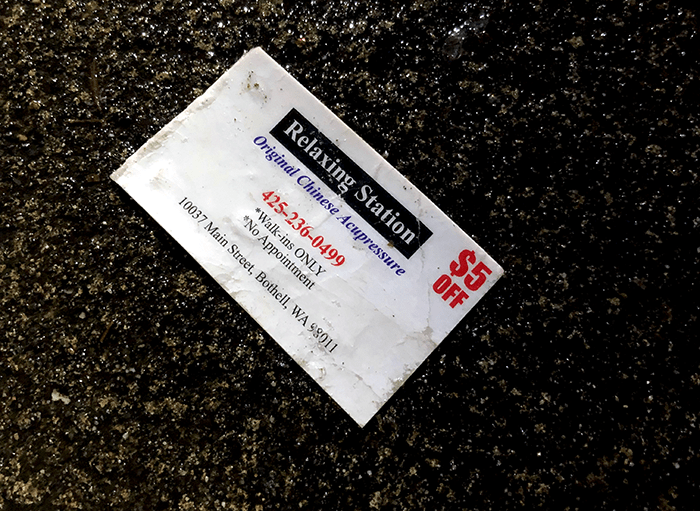 Relaxing Station
Original Chinese Acupressure
425-236-0499
*Walk-ins ONLY
*No Appointment
10037 Main Street, Bothell, WA 98011
$5
OFF